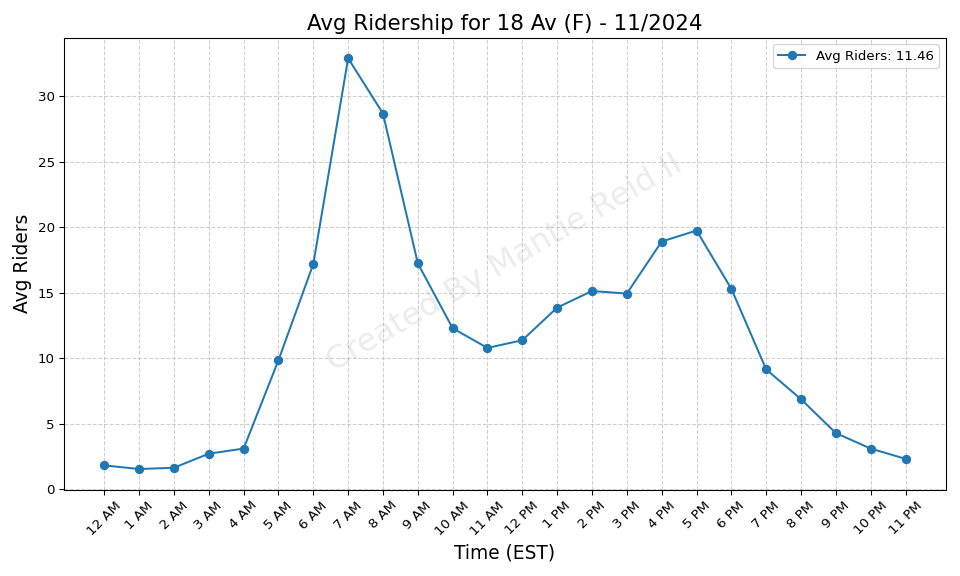 Avg Ridership for 18 Av (F) - 11/2024
Avg Riders: 11.46
30
25
20
15
10
5
0
Avg Riders
Created By Mantie Reid II
12 AM
1 AM
2 AM
3 AM
4 AM
5 AM
6 AM
7 AM
8 AM
9 AM
10 AM
11 AM
12 PM
1 PM
2 PM
3 PM
4 PM
5 PM
6 PM
7 PM
8 PM
9 PM
10 PM
11 PM
Time (EST)